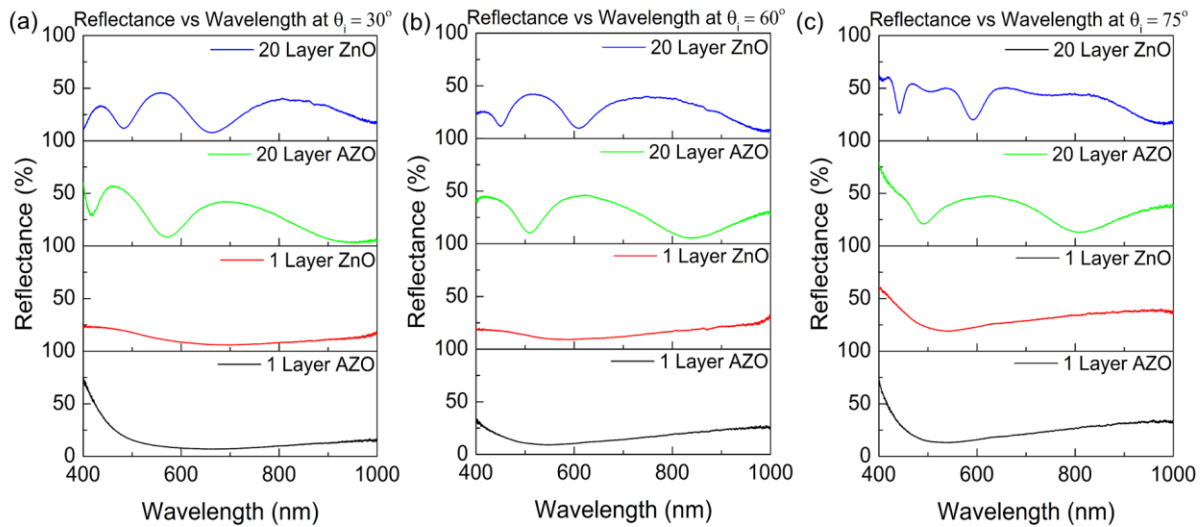 (a) Reflectance vs Wavelength at θi = 30°
100
20 Layer ZnO
50
100
20 Layer AZO
50
100
1 Layer ZnO
50
100
1 Layer AZO
50
0
400 600 800 1000
Reflectance (%)
Reflectance (%)
Wavelength (nm)
(b) Reflectance vs Wavelength at θi = 60°
100
20 Layer ZnO
50
100
20 Layer AZO
50
100
1 Layer ZnO
50
100
1 Layer AZO
50
0
400 600 800 1000
Reflectance (%)
Reflectance (%)
Wavelength (nm)
(c) Reflectance vs Wavelength at θi = 75°
100
20 Layer ZnO
50
100
20 Layer AZO
50
100
1 Layer ZnO
50
100
1 Layer AZO
50
0
400 600 800 1000
Reflectance (%)
Reflectance (%)
Wavelength (nm)